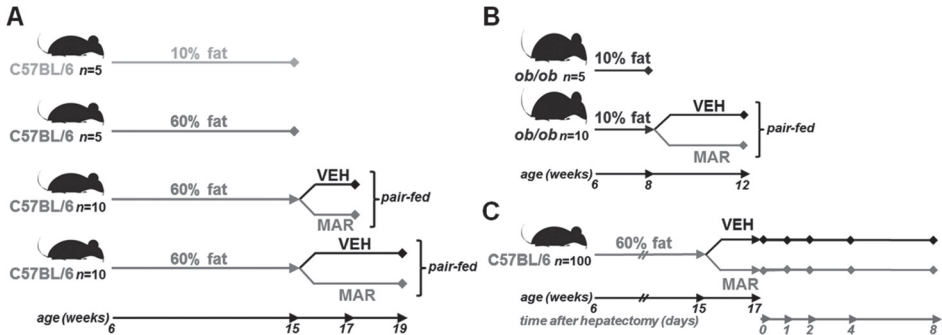 A
10% fat
C57BL/6 n=5
60% fat
C57BL/6 n=5
60% fat
VEH
C57BL/6 n=10
MAR
pair-fed
60% fat
VEH
C57BL/6 n=10
MAR
pair-fed
age (weeks)
6 15 17 19
B
10% fat
ob/ob n=5
10% fat
VEH
ob/ob n=10
MAR
pair-fed
age (weeks)
6 8 12
C
60% fat
VEH
C57BL/6 n=100
MAR
age (weeks)
6 15 17
time after hepatectomy (days)
0 1 2 4 8